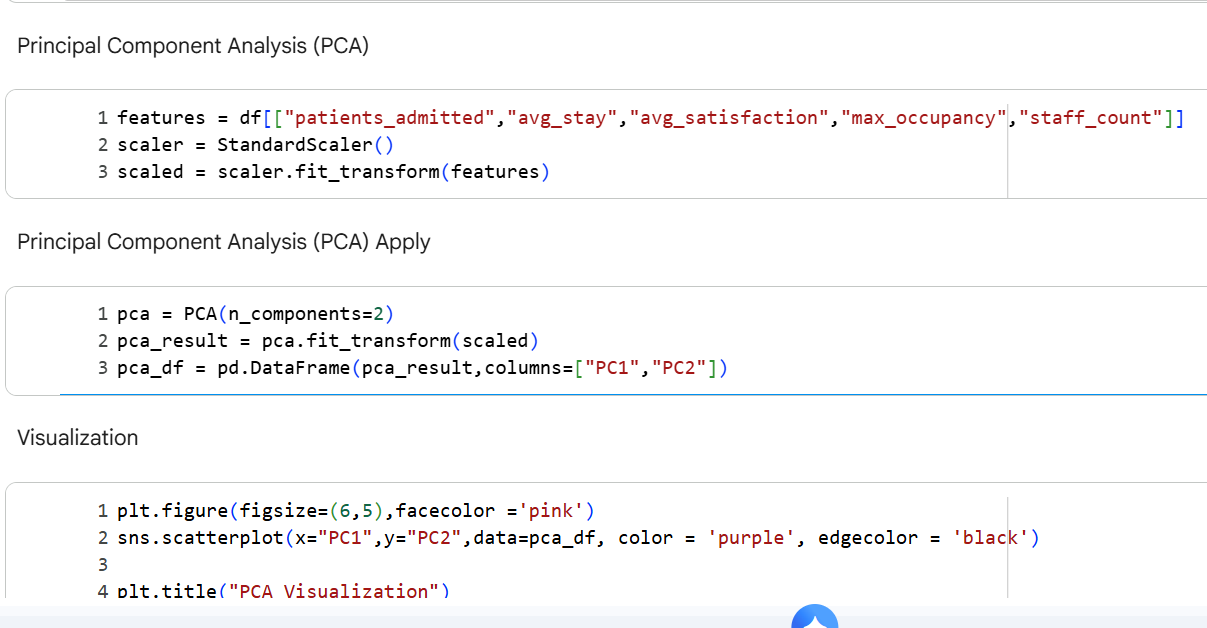 Principal Component Analysis (PCA)
1 features = df[["patients_admitted","avg_stay","avg_satisfaction","max_occupancy","staff_count"]]
2 scaler = StandardScaler()
3 scaled = scaler.fit_transform(features)
Principal Component Analysis (PCA) Apply
1 pca = PCA(n_components=2)
2 pca_result = pca.fit_transform(scaled)
3 pca_df = pd.DataFrame(pca_result,columns=["PC1","PC2"])
Visualization
1 plt.figure(figsize=(6,5),facecolor ='pink')
2 sns.scatterplot(x="PC1",y="PC2",data=pca_df, color = 'purple', edgecolor = 'black')
3
4 plt.title("PCA Visualization")